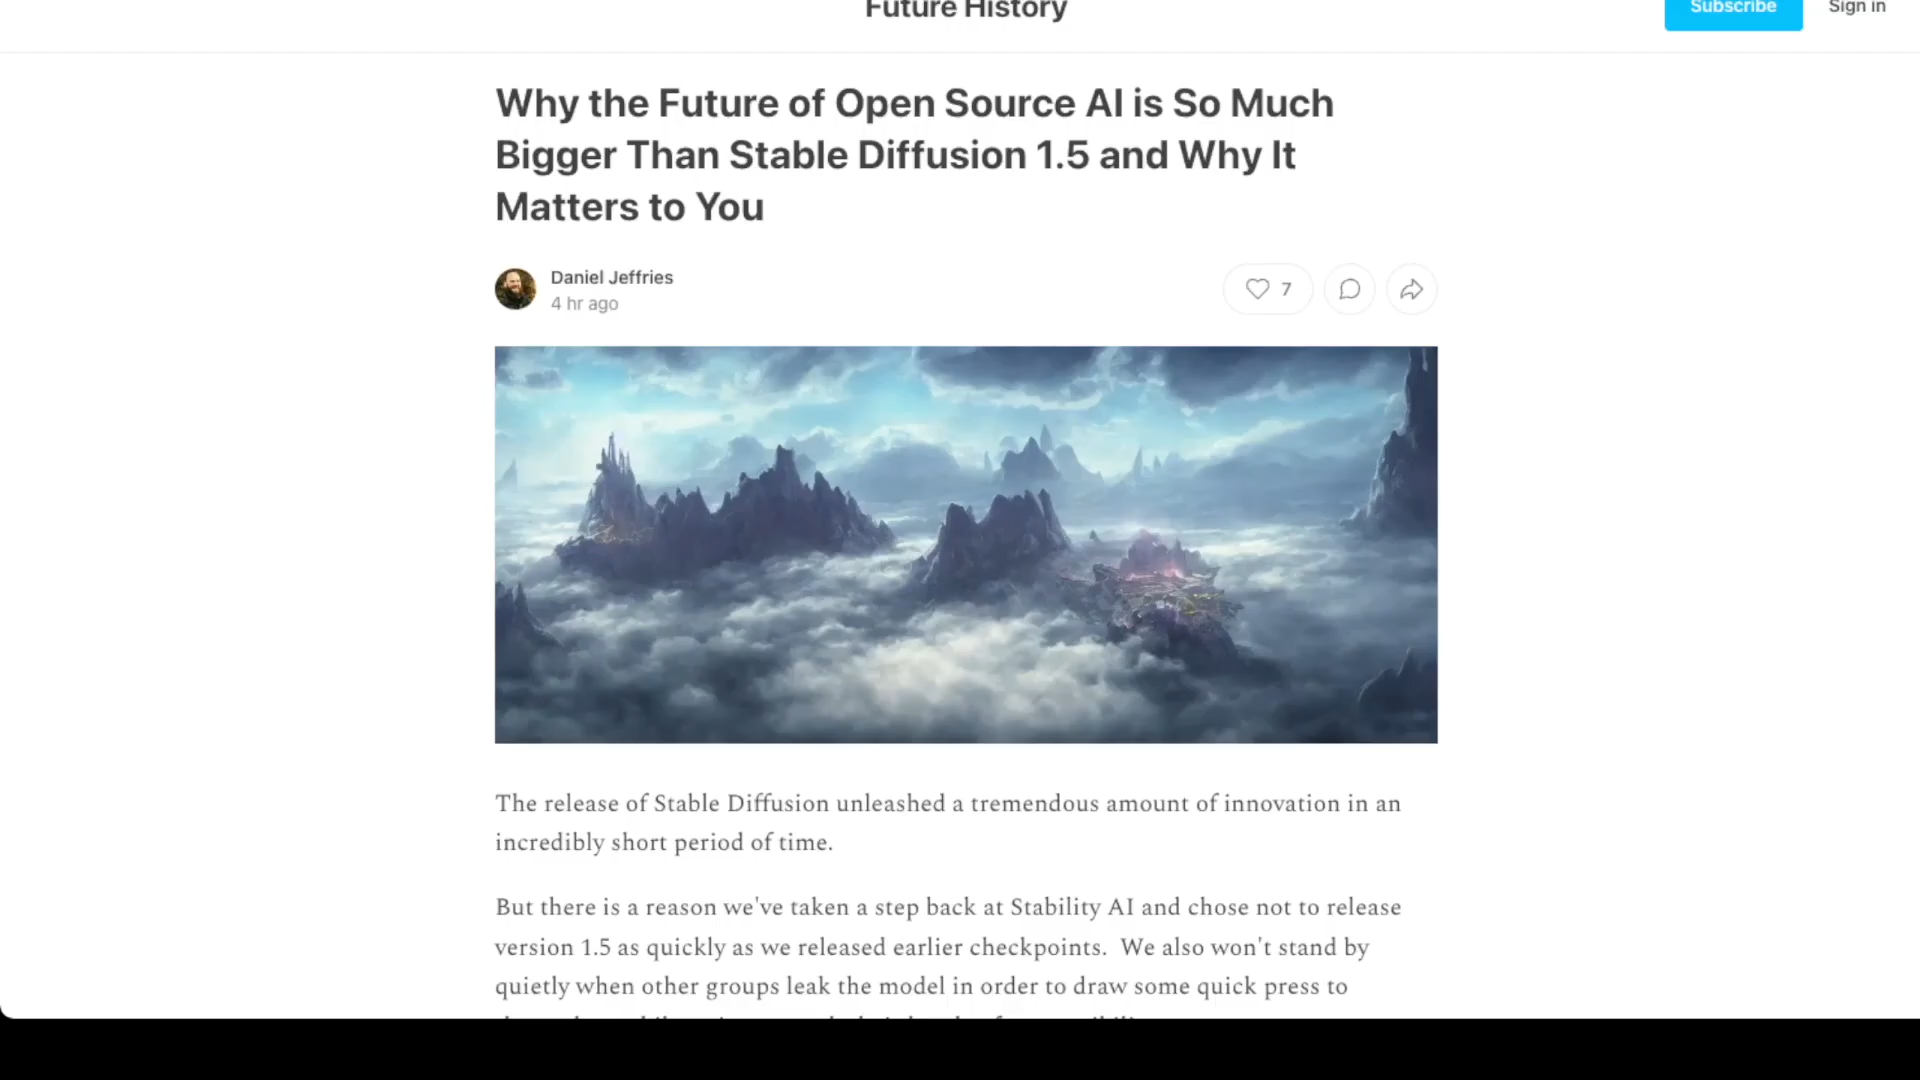 Future History
Subscribe
Sign in
Why the Future of Open Source AI is So Much
Bigger Than Stable Diffusion 1.5 and Why It
Matters to You
Daniel Jeffries
4 hr ago
7
The release of Stable Diffusion unleashed a tremendous amount of innovation in an
incredibly short period of time.
But there is a reason we've taken a step back at Stability AI and chose not to release
version 1.5 as quickly as we released earlier checkpoints.  We also won't stand by
quietly when other groups leak the model in order to draw some quick press to